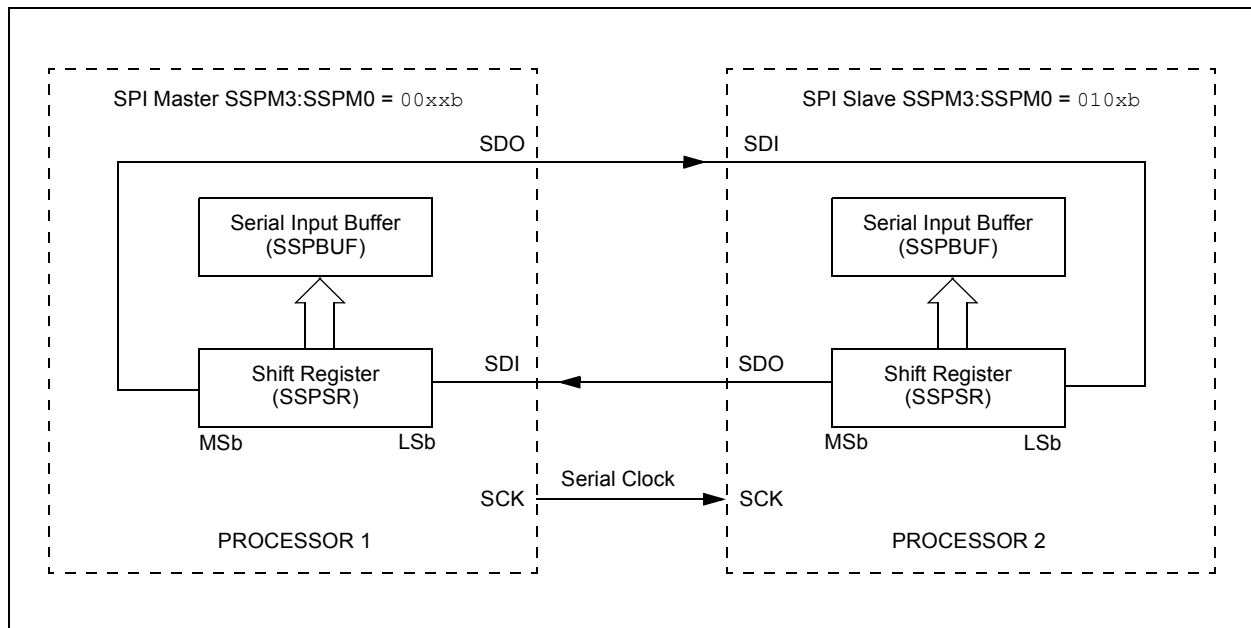 SPI Master SSPM3:SSPM0 = 00xxb
SPI Slave SSPM3:SSPM0 = 010xb
SDO
SDI
Serial Input Buffer
(SSPBUF)
Serial Input Buffer
(SSPBUF)
Shift Register
(SSPSR)
SDI
SDO
Shift Register
(SSPSR)
MSb
LSb
MSb
LSb
SCK
Serial Clock
SCK
PROCESSOR 1
PROCESSOR 2